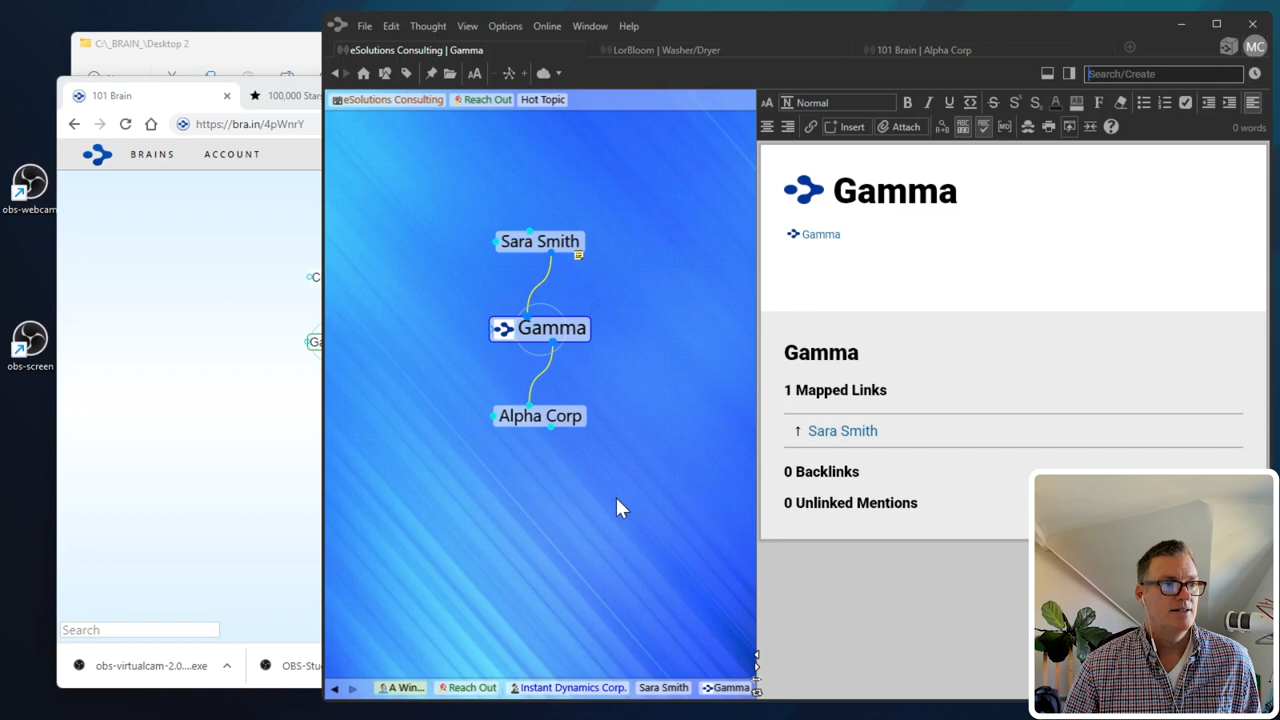 C:\_BRAIN_\Desktop 2
101 Brain
100,000 Stars
https://bra.in/4pWnrY
BRAINS
ACCOUNT
obs-webcam
obs-screen
Search
obs-virtualcam-2.0....exe
OBS-Stu
File Edit Thought View Options Online Window Help
eSolutions Consulting | Gamma
LorBloom | Washer/Dryer
101 Brain | Alpha Corp
MC
Search/Create
eSolutions Consulting
Reach Out
Hot Topic
Normal
Insert
Attach
0 words
Sara Smith
Gamma
Alpha Corp
Gamma
Gamma
Gamma
1 Mapped Links
↑ Sara Smith
0 Backlinks
0 Unlinked Mentions
A Win...
Reach Out
Instant Dynamics Corp.
Sara Smith
Gamma